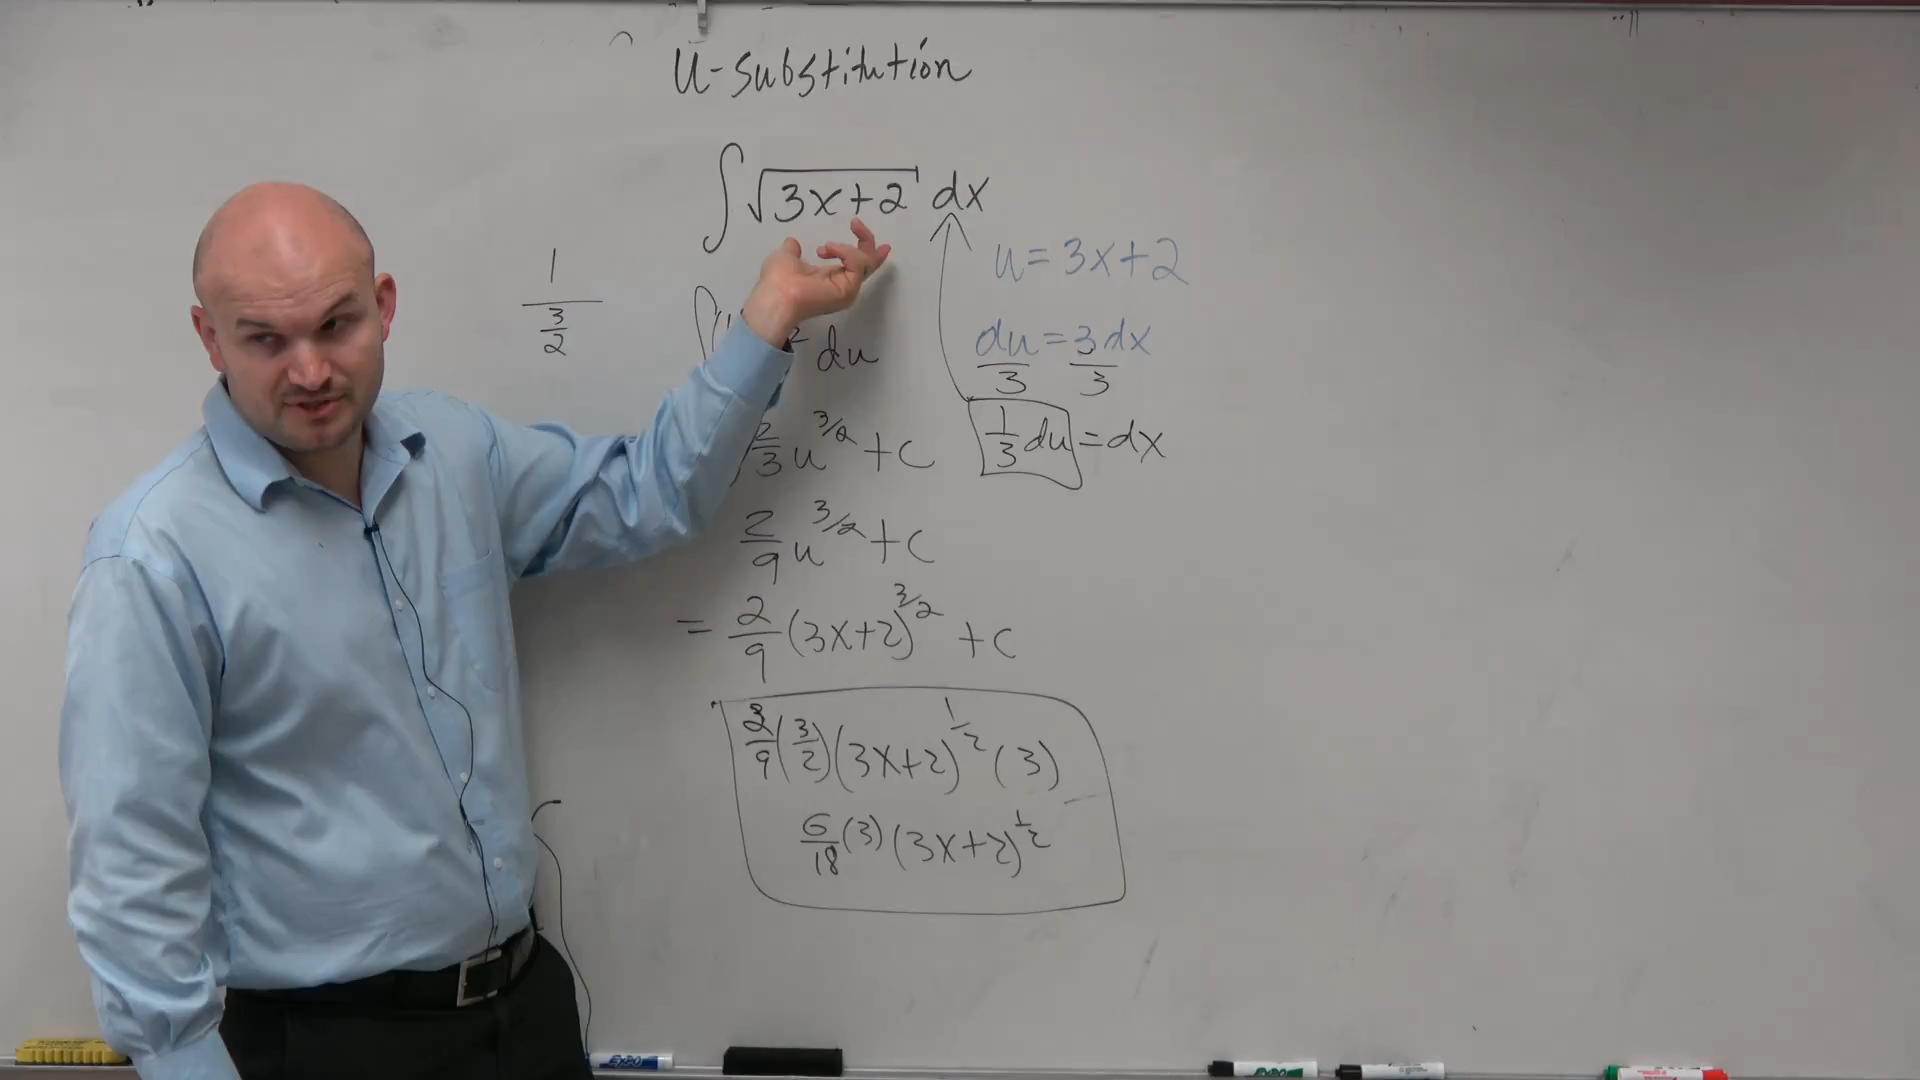 u-substitution
∫√3x+2 dx
u=3x+2
1
3/2
du
du/3 = 3dx/3
2/3 u^3/2 +c
1/3 du = dx
2/9 u^3/2 +c
= 2/9 (3x+2)^3/2 +c
2/9 (3/2)(3x+2)^1/2 (3)
6/18 (3)(3x+2)^1/2
EXPO